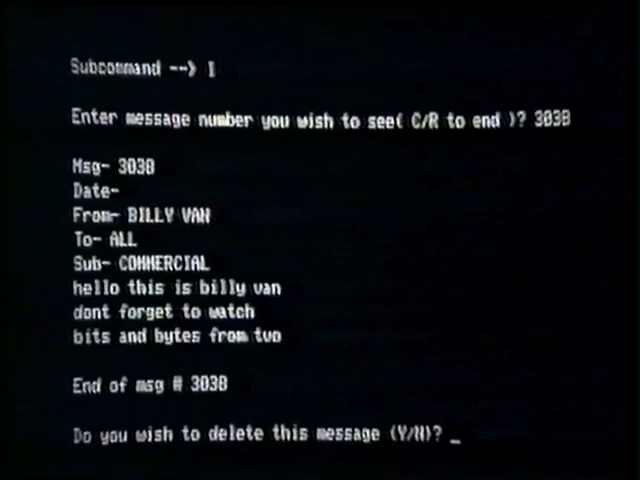 Subcommand --> 1
Enter message number you wish to see( C/R to end )? 3038
Msg- 3038
Date-
From- BILLY VAN
To- ALL
Sub- COMMERCIAL
hello this is billy van
dont forget to watch
bits and bytes from tvo
End of msg # 3038
Do you wish to delete this message (Y/N)? _